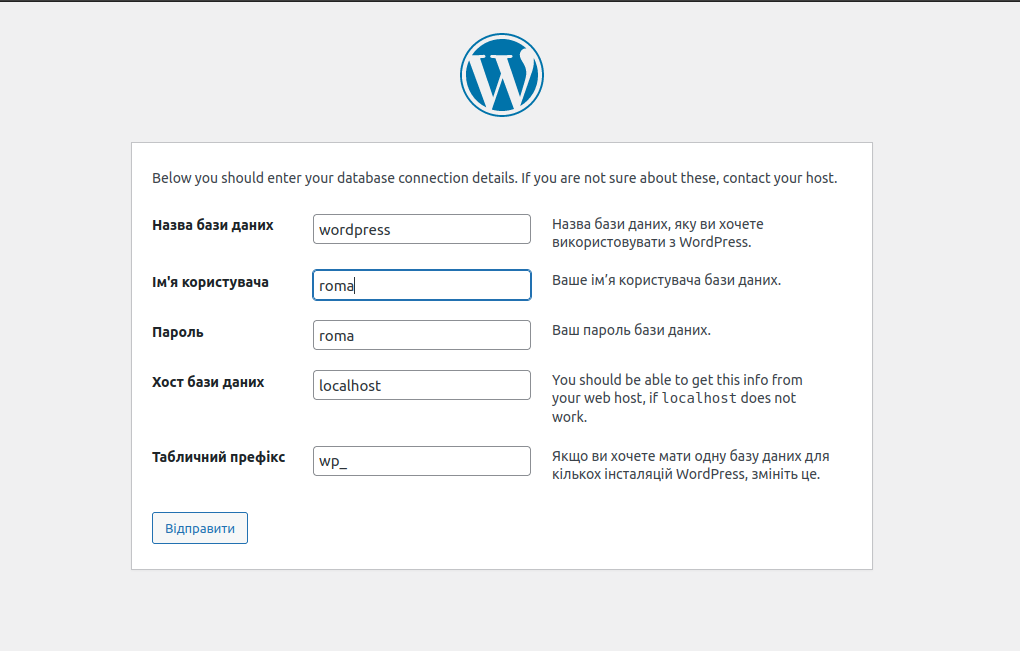 Below you should enter your database connection details. If you are not sure about these, contact your host.
Назва бази даних
wordpress
Назва бази даних, яку ви хочете
використовувати з WordPress.
Ім'я користувача
roma
Ваше ім’я користувача бази даних.
Пароль
roma
Ваш пароль бази даних.
Хост бази даних
localhost
You should be able to get this info from
your web host, if localhost does not
work.
Табличний префікс
wp_
Якщо ви хочете мати одну базу даних для
кількох інсталяцій WordPress, змініть це.
Відправити